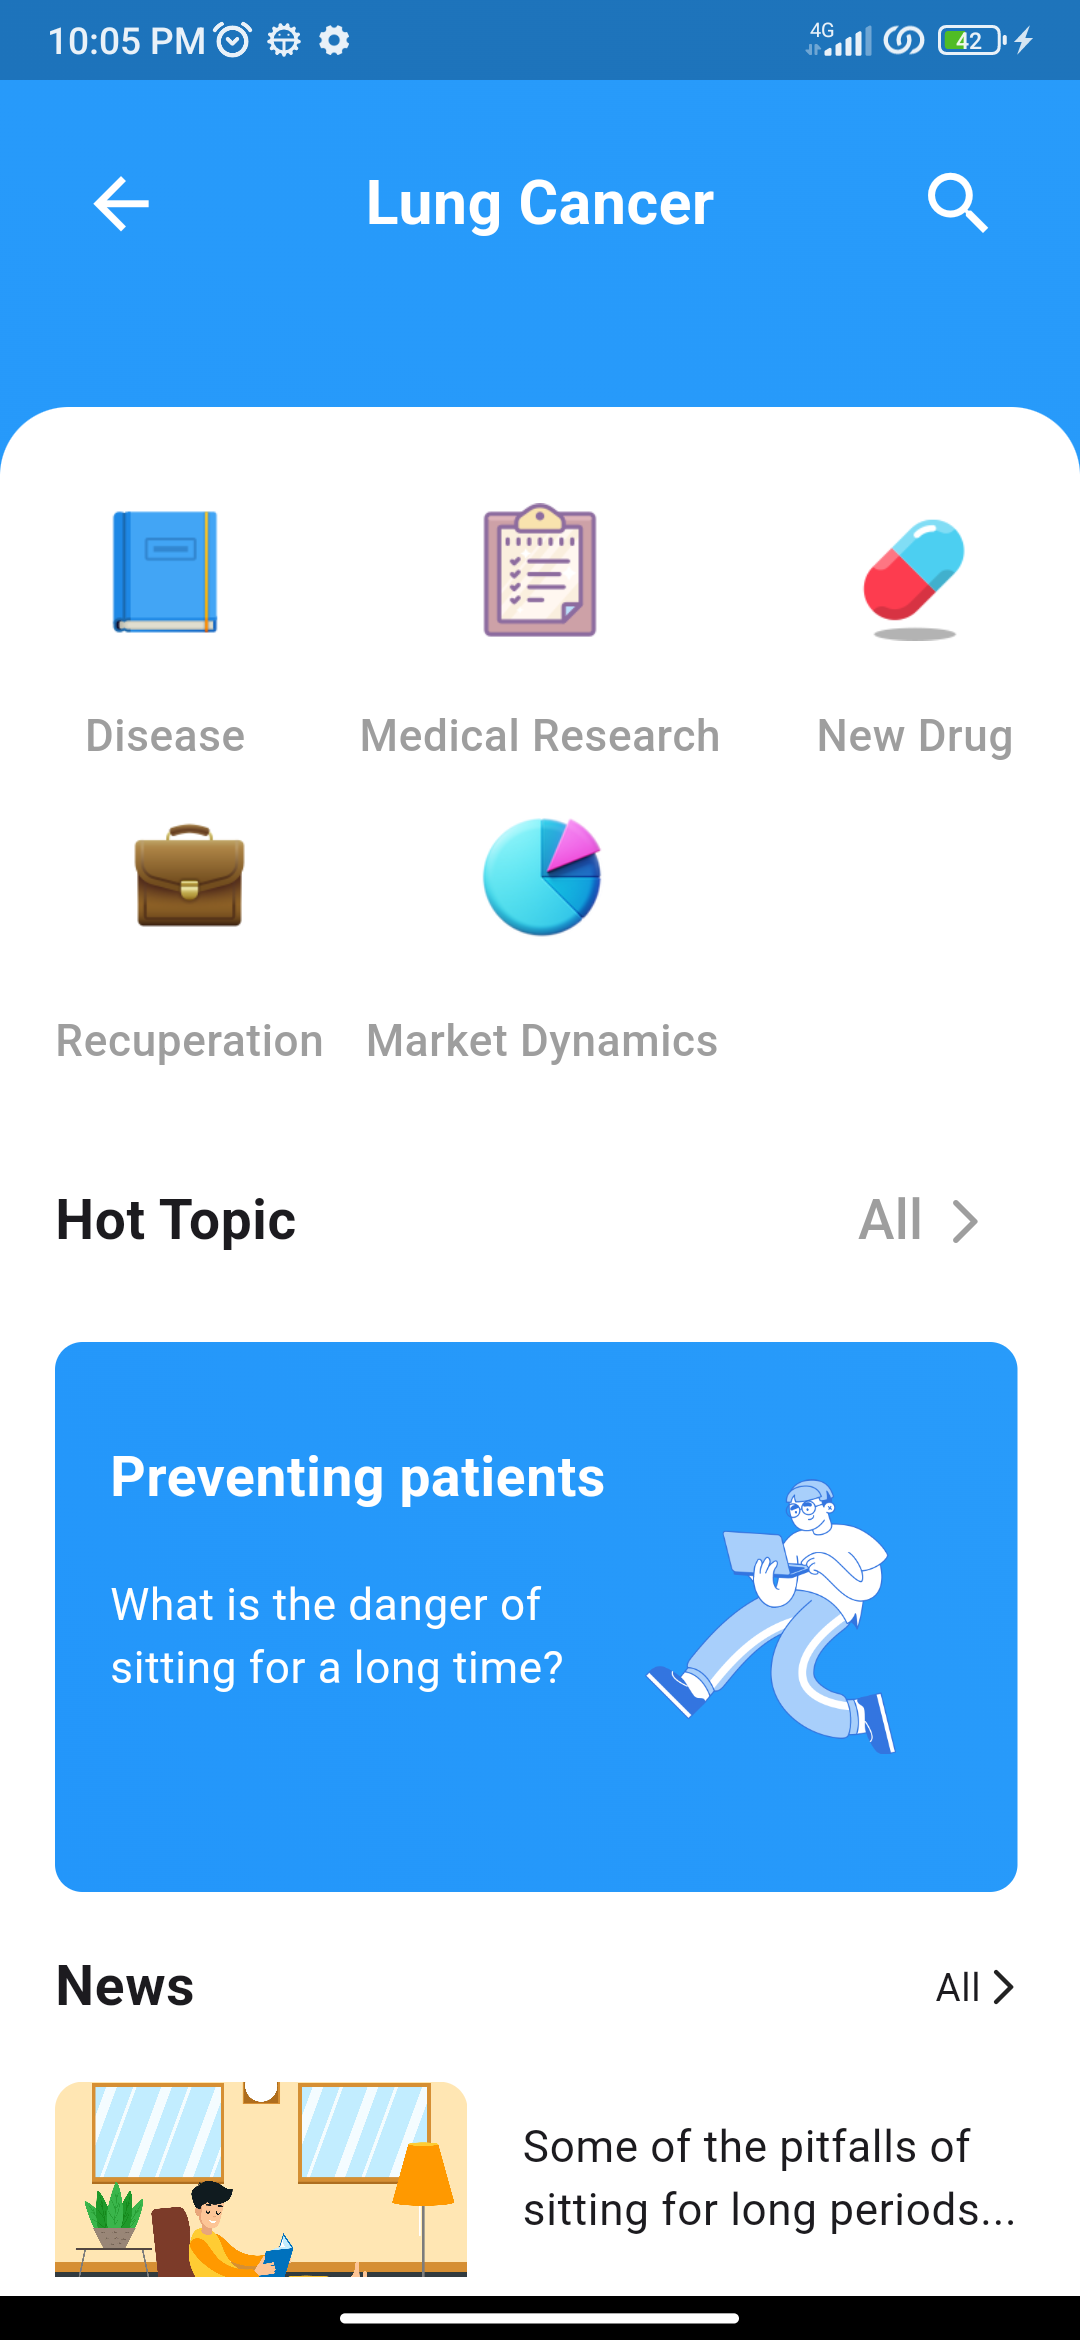 10:05 PM
4G
42
Lung Cancer
Disease
Medical Research
New Drug
Recuperation
Market Dynamics
Hot Topic
All
Preventing patients
What is the danger of
sitting for a long time?
News
All
Some of the pitfalls of
sitting for long periods...